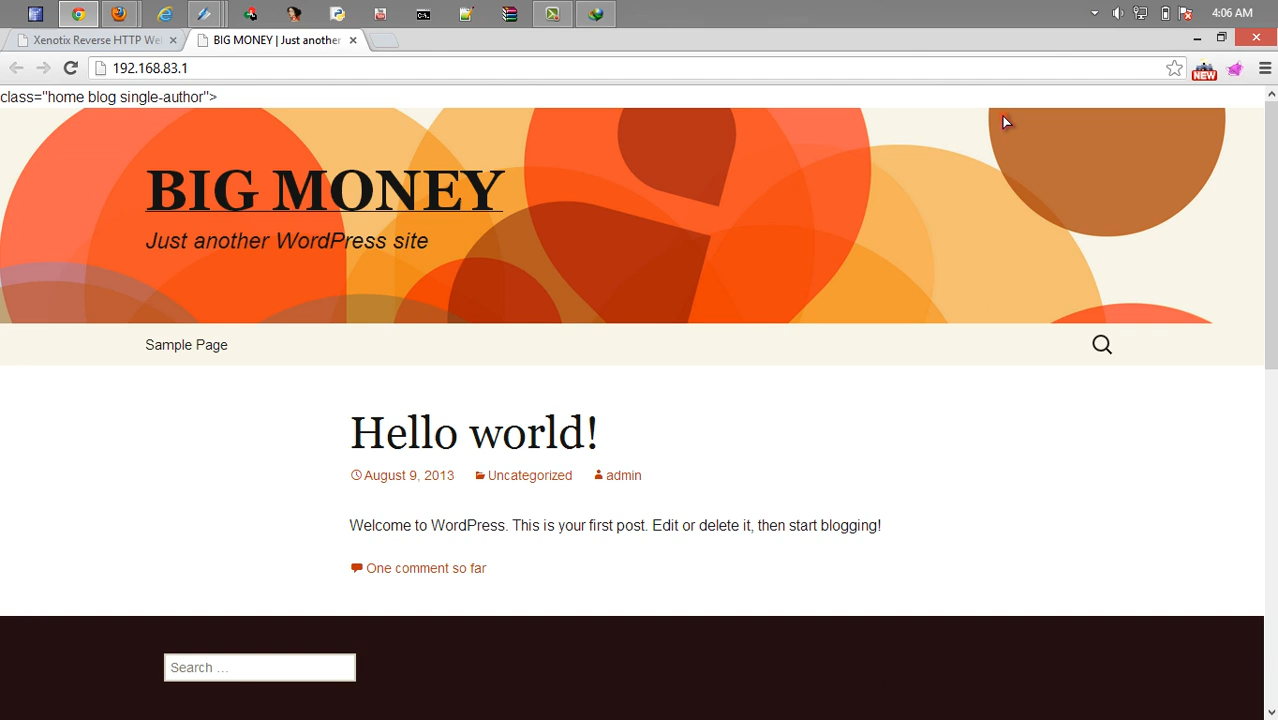 4:06 AM
Xenotix Reverse HTTP We
BIG MONEY | Just another
192.168.83.1
NEW
class="home blog single-author">
BIG MONEY
Just another WordPress site
Sample Page
Hello world!
August 9, 2013 Uncategorized admin
Welcome to WordPress. This is your first post. Edit or delete it, then start blogging!
One comment so far
Search …